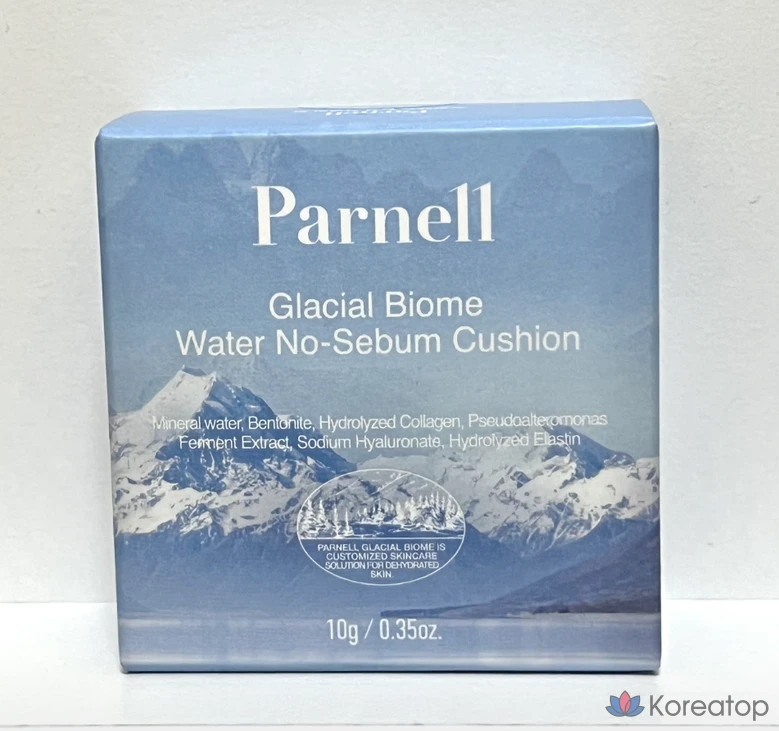 Parnell
Glacial Biome
Water No-Sebum Cushion
Mineral water, Bentonite, Hydrolyzed Collagen, Pseudoalteromonas
Ferment Extract, Sodium Hyaluronate, Hydrolyzed Elastin
PARNELL GLACIAL BIOME IS
CUSTOMIZED SKINCARE
SOLUTION FOR DEHYDRATED
SKIN.
10g / 0.35oz.
Koreatop